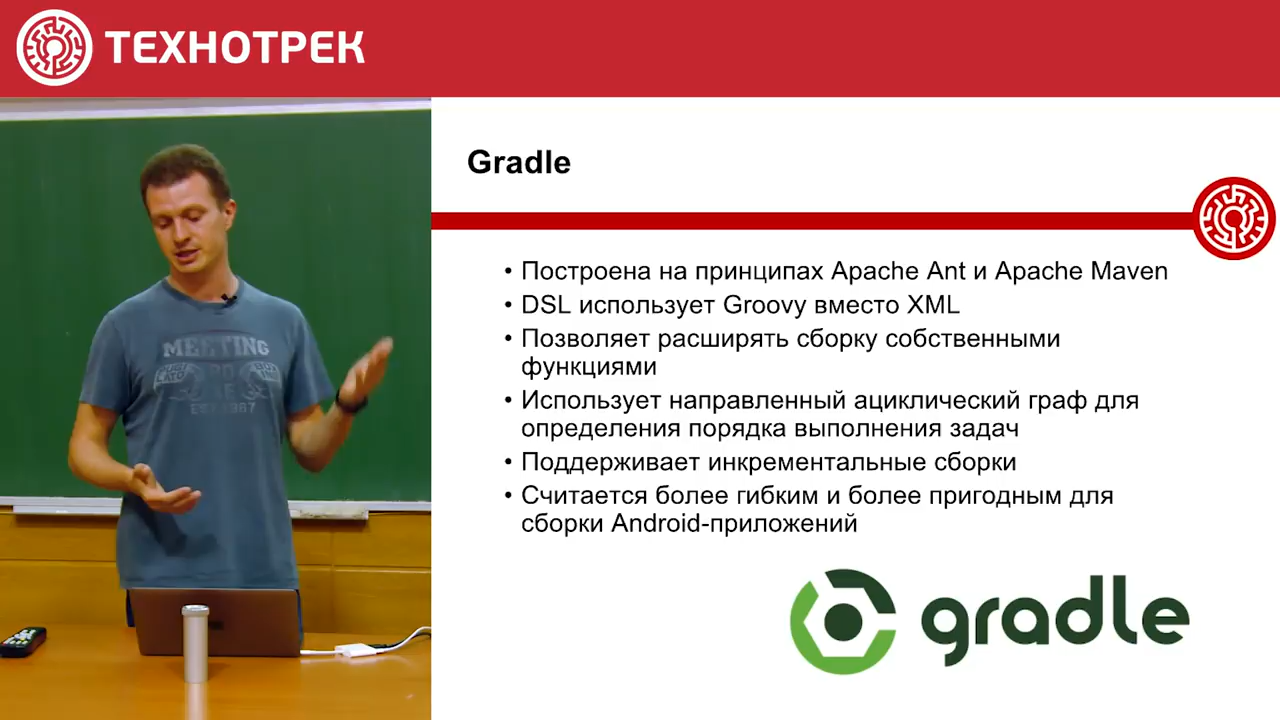 ТЕХНОТРЕК
Gradle
• Построена на принципах Apache Ant и Apache Maven
• DSL использует Groovy вместо XML
• Позволяет расширять сборку собственными
функциями
• Использует направленный ациклический граф для
определения порядка выполнения задач
• Поддерживает инкрементальные сборки
• Считается более гибким и более пригодным для
сборки Android-приложений
gradle
MEETING
EST 1987